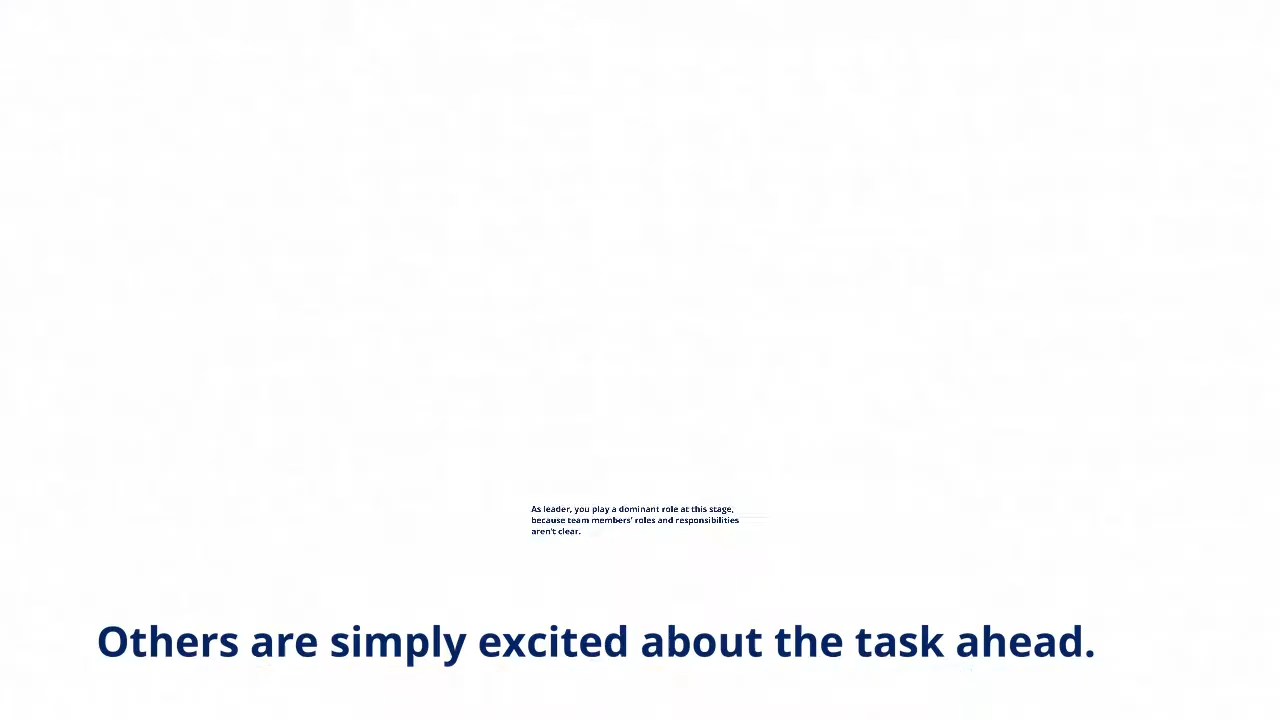 As leader, you play a dominant role at this stage,
because team members' roles and responsibilities
aren't clear.
Others are simply excited about the task ahead.